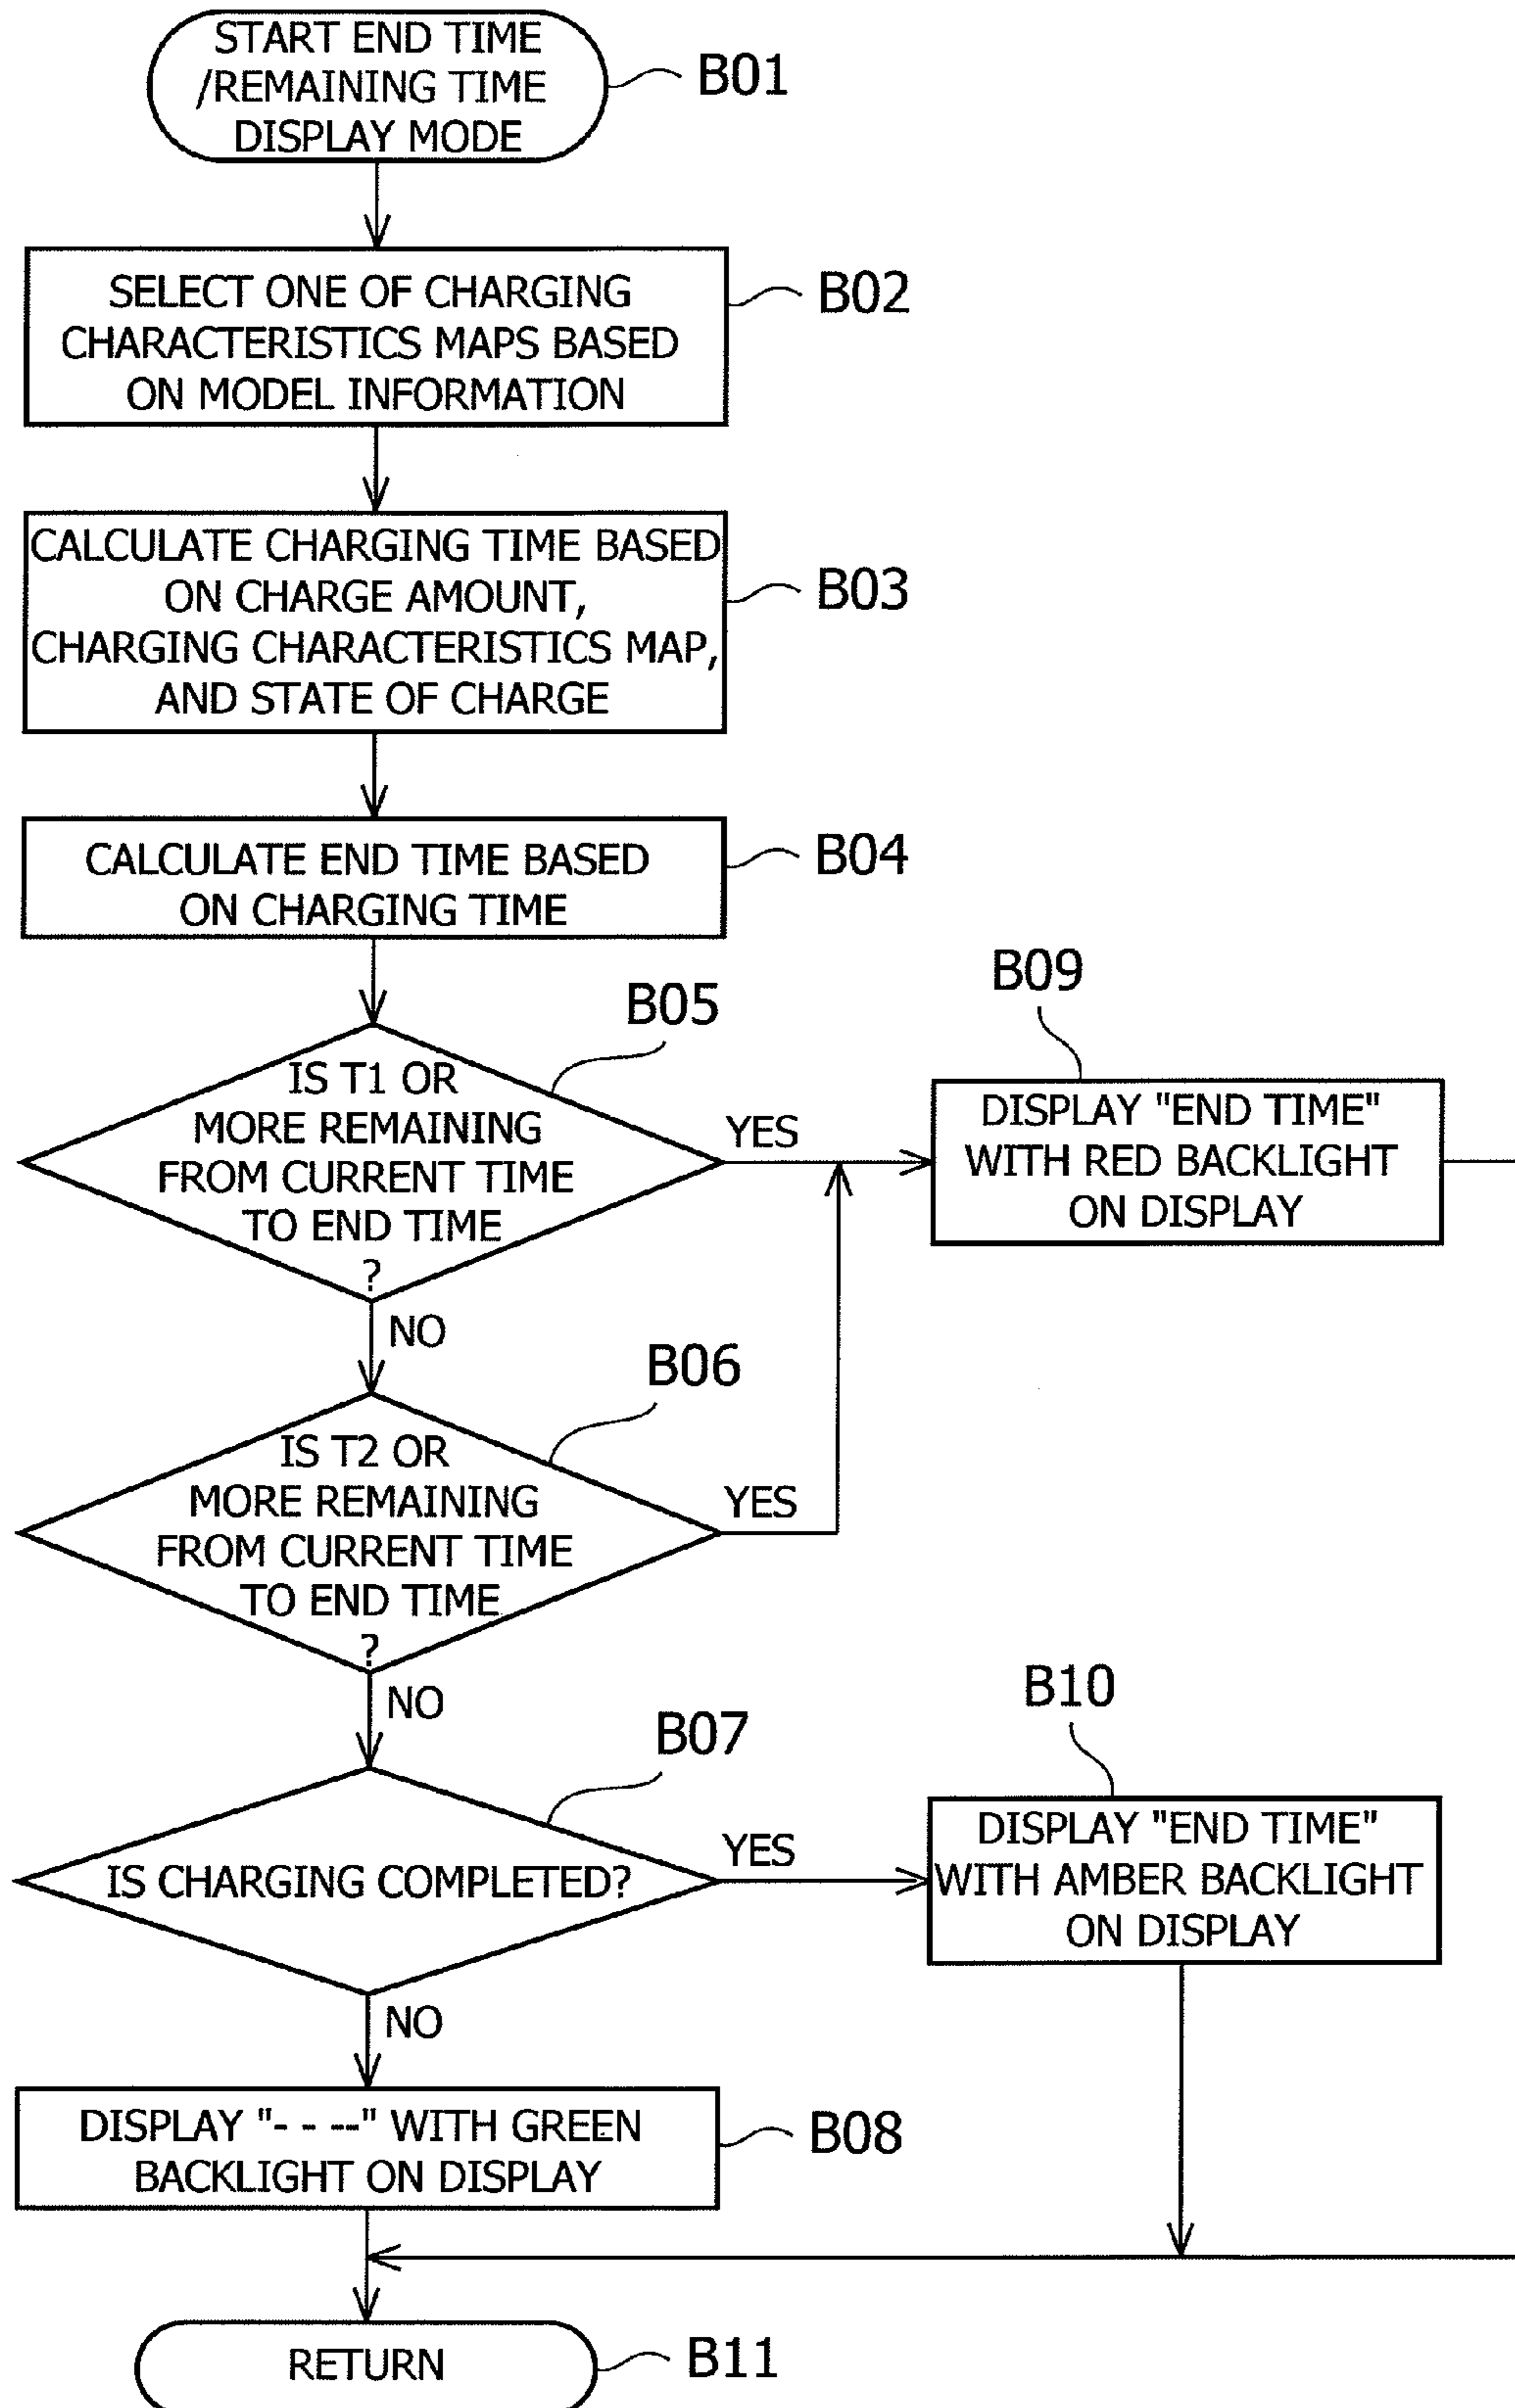 START END TIME
/REMAINING TIME
DISPLAY MODE
B01
SELECT ONE OF CHARGING
CHARACTERISTICS MAPS BASED
ON MODEL INFORMATION
B02
CALCULATE CHARGING TIME BASED
ON CHARGE AMOUNT,
CHARGING CHARACTERISTICS MAP,
AND STATE OF CHARGE
B03
CALCULATE END TIME BASED
ON CHARGING TIME
B04
B05
IS T1 OR
MORE REMAINING
FROM CURRENT TIME
TO END TIME
?
YES
NO
B09
DISPLAY "END TIME"
WITH RED BACKLIGHT
ON DISPLAY
B06
IS T2 OR
MORE REMAINING
FROM CURRENT TIME
TO END TIME
?
YES
NO
B07
IS CHARGING COMPLETED?
YES
NO
B10
DISPLAY "END TIME"
WITH AMBER BACKLIGHT
ON DISPLAY
DISPLAY "- - --" WITH GREEN
BACKLIGHT ON DISPLAY
B08
RETURN
B11